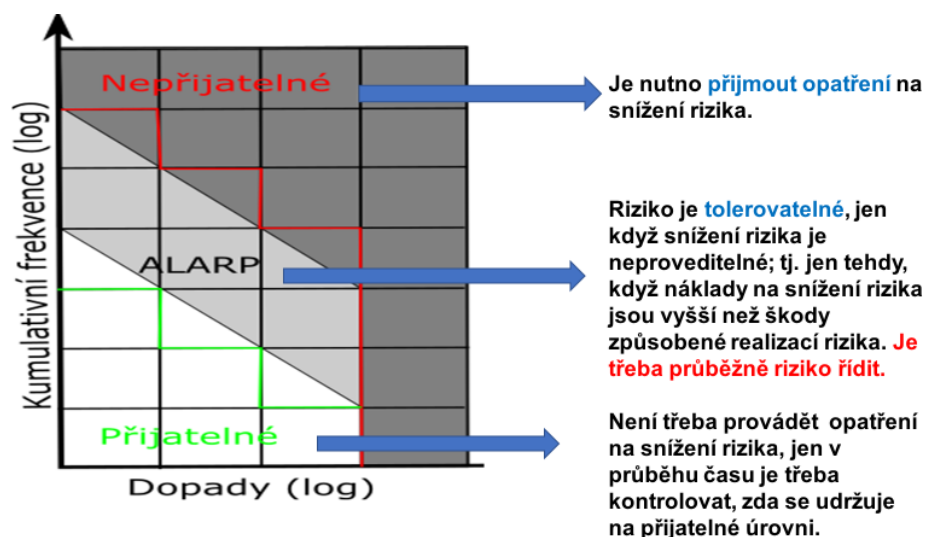 Nepřijatelné
ALARP
Přijatelné
Kumulativní frekvence (log)
Dopady (log)
Je nutno přijmout opatření na
snížení rizika.
Riziko je tolerovatelné, jen
když snížení rizika je
neproveditelné; tj. jen tehdy,
když náklady na snížení rizika
jsou vyšší než škody
způsobené realizací rizika. Je
třeba průběžně riziko řídit.
Není třeba provádět opatření
na snížení rizika, jen v
průběhu času je třeba
kontrolovat, zda se udržuje
na přijatelné úrovni.